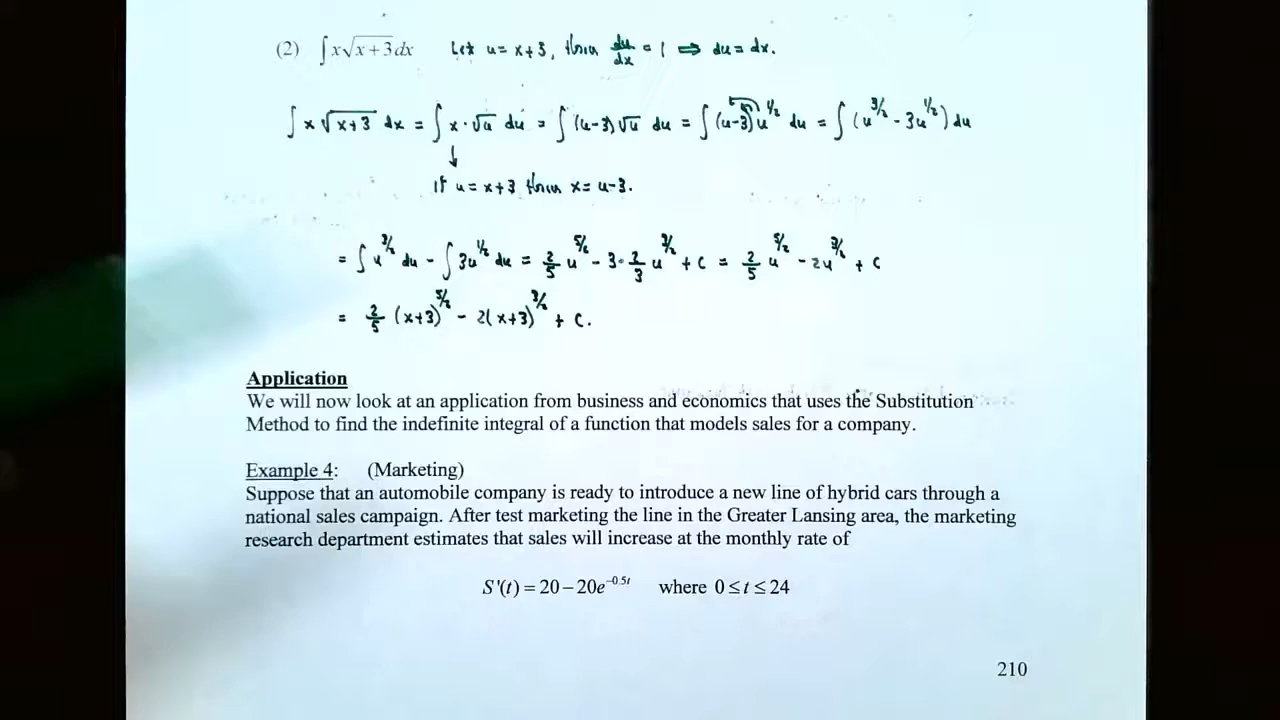 (2) ∫x√(x+3)dx Let u = x+3, then du/dx = 1 ⇒ du = dx.
∫ x √(x+3) dx = ∫ x · √u du = ∫ (u-3) √u du = ∫ (u-3) u^(1/2) du = ∫ (u^(3/2) - 3u^(1/2)) du
↓
If u = x+3 then x = u-3.
= ∫ u^(3/2) du - ∫ 3u^(1/2) du = 2/5 u^(5/2) - 3 · 2/3 u^(3/2) + C = 2/5 u^(5/2) - 2u^(3/2) + C
= 2/5 (x+3)^(5/2) - 2(x+3)^(3/2) + C.
Application
We will now look at an application from business and economics that uses the Substitution
Method to find the indefinite integral of a function that models sales for a company.
Example 4: (Marketing)
Suppose that an automobile company is ready to introduce a new line of hybrid cars through a
national sales campaign. After test marketing the line in the Greater Lansing area, the marketing
research department estimates that sales will increase at the monthly rate of
S'(t) = 20 – 20e^(–0.5t) where 0 ≤ t ≤ 24
210